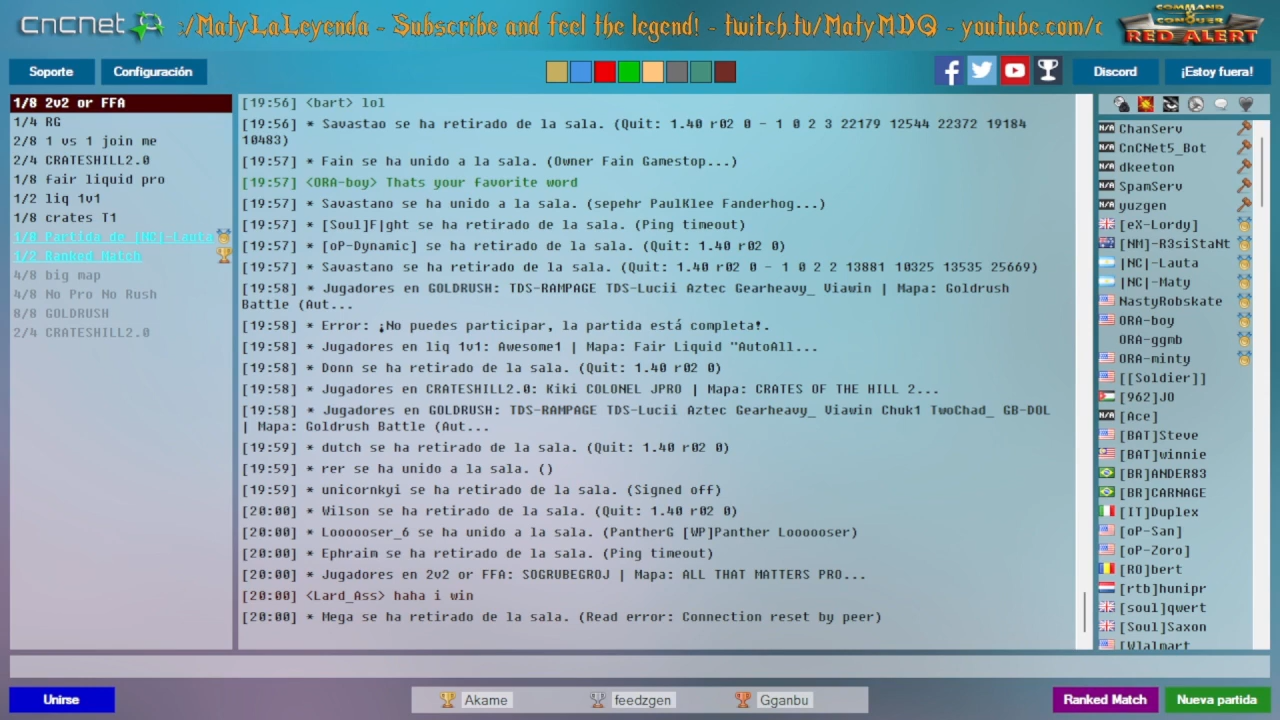 CnCNet
:/MatyLaLeyenda - Subscribe and feel the legend! - twitch.tv/MatyMDQ - youtube.com/c
COMMAND & CONQUER
RED ALERT
Soporte
Configuración
Discord
¡Estoy fuera!
1/8 2v2 or FFA
1/4 RG
2/8 1 vs 1 join me
2/4 CRATESHILL2.0
1/8 fair liquid pro
1/2 liq 1v1
1/8 crates T1
1/8 Partida de |NC|-Lauta
1/2 Ranked Match
4/8 big map
4/8 No Pro No Rush
8/8 GOLDRUSH
2/4 CRATESHILL2.0
[19:56] <bart> lol
[19:56] * Savastao se ha retirado de la sala. (Quit: 1.40 r02 0 - 1 0 2 3 22179 12544 22372 19184
10483)
[19:57] * Fain se ha unido a la sala. (Owner Fain Gamestop...)
[19:57] <ORA-boy> Thats your favorite word
[19:57] * Savastano se ha unido a la sala. (sepehr PaulKlee Fanderhog...)
[19:57] * [Soul]F|ght se ha retirado de la sala. (Ping timeout)
[19:57] * [oP-Dynamic] se ha retirado de la sala. (Quit: 1.40 r02 0)
[19:57] * Savastano se ha retirado de la sala. (Quit: 1.40 r02 0 - 1 0 2 2 13881 10325 13535 25669)
[19:58] * Jugadores en GOLDRUSH: TDS-RAMPAGE TDS-Lucii Aztec Gearheavy_ Viawin | Mapa: Goldrush
Battle (Aut...
[19:58] * Error: ¡No puedes participar, la partida está completa!.
[19:58] * Jugadores en liq 1v1: Awesome1 | Mapa: Fair Liquid "AutoAll...
[19:58] * Donn se ha retirado de la sala. (Quit: 1.40 r02 0)
[19:58] * Jugadores en CRATESHILL2.0: Kiki COLONEL JPRO | Mapa: CRATES OF THE HILL 2...
[19:58] * Jugadores en GOLDRUSH: TDS-RAMPAGE TDS-Lucii Aztec Gearheavy_ Viawin Chuk1 TwoChad_ GB-DOL
| Mapa: Goldrush Battle (Aut...
[19:59] * dutch se ha retirado de la sala. (Quit: 1.40 r02 0)
[19:59] * rer se ha unido a la sala. ()
[19:59] * unicornkyi se ha retirado de la sala. (Signed off)
[20:00] * Wilson se ha retirado de la sala. (Quit: 1.40 r02 0)
[20:00] * Loooooser_0 se ha unido a la sala. (PantherG [WP]Panther Loooooser)
[20:00] * Ephraim se ha retirado de la sala. (Ping timeout)
[20:00] * Jugadores en 2v2 or FFA: SOGRUBEGROJ | Mapa: ALL THAT MATTERS PRO...
[20:00] <Lard_Ass> haha i win
[20:00] * Mega se ha retirado de la sala. (Read error: Connection reset by peer)
N/A ChanServ
N/A CnCNet5_Bot
N/A dkeeton
N/A SpamServ
N/A yuzgen
[eX-Lordy]
[NM]-R3siStaNt
|NC|-Lauta
|NC|-Maty
NastyRobskate
ORA-boy
ORA-ggmb
ORA-minty
[[Soldier]]
[962]JO
N/A [Ace]
[BAT]Steve
[BAT]winnie
[BR]ANDER83
[BR]CARNAGE
[IT]Duplex
[oP-San]
[oP-Zoro]
[RO]bert
[rtb]hunipr
[soul]qwert
[Soul]Saxon
[Wlalmart
Unirse
Akame
feedzgen
Gganbu
Ranked Match
Nueva partida